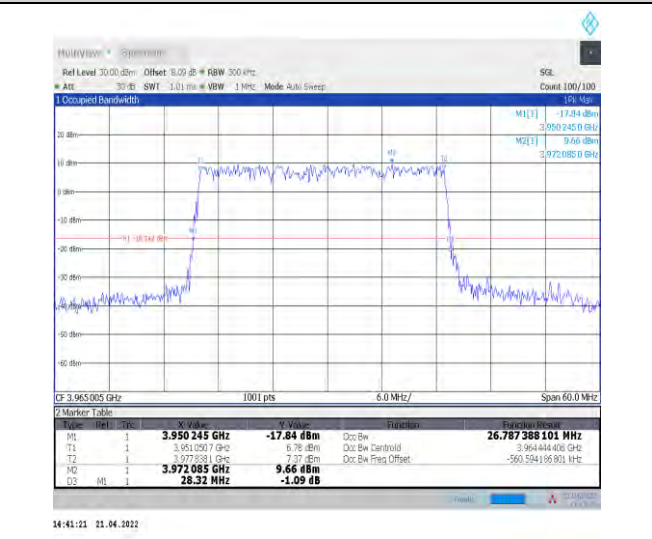 MultiView Spectrum
Ref Level 30.00 dBm Offset 8.09 dB RBW 300 kHz SGL
Att 30 dB SWT 1.01 ms VBW 1 MHz Mode Auto Sweep Count 100/100
1 Occupied Bandwidth 1Pk Max
M1[1] -17.84 dBm
3.950 245 0 GHz
M2[1] 9.66 dBm
3.972 085 0 GHz
20 dBm
10 dBm
0 dBm
-10 dBm
-20 dBm
-30 dBm
-50 dBm
-60 dBm
M2
T1
T2
M1
CF 3.965005 GHz 1001 pts 6.0 MHz/ Span 60.0 MHz
2 Marker Table
Type Ref Trc X-Value Y-Value Function Function Result
M1 1 3.950 245 GHz -17.84 dBm Occ Bw 26.787 388 101 MHz
T1 1 3.951 050 7 GHz 6.78 dBm Occ Bw Centroid 3.964 444 406 GHz
T2 1 3.977 838 1 GHz 7.37 dBm Occ Bw Freq Offset -560.594 186 801 kHz
M2 1 3.972 085 GHz 9.66 dBm
D3 M1 1 28.32 MHz -1.09 dB
14:41:21 21.04.2022